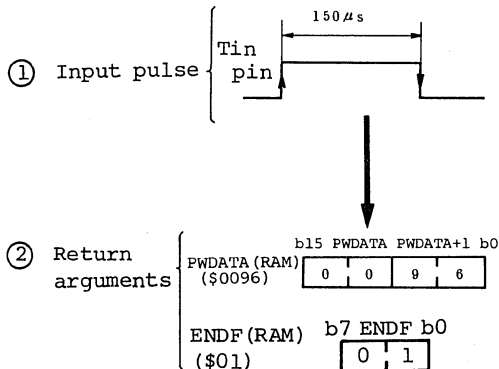 150μs
① Input pulse
Tin
pin
② Return
arguments
b15 PWDATA PWDATA+1 b0
PWDATA(RAM)
($0096)
0 0 9 6
ENDF(RAM)
($01)
b7 ENDF b0
0 1